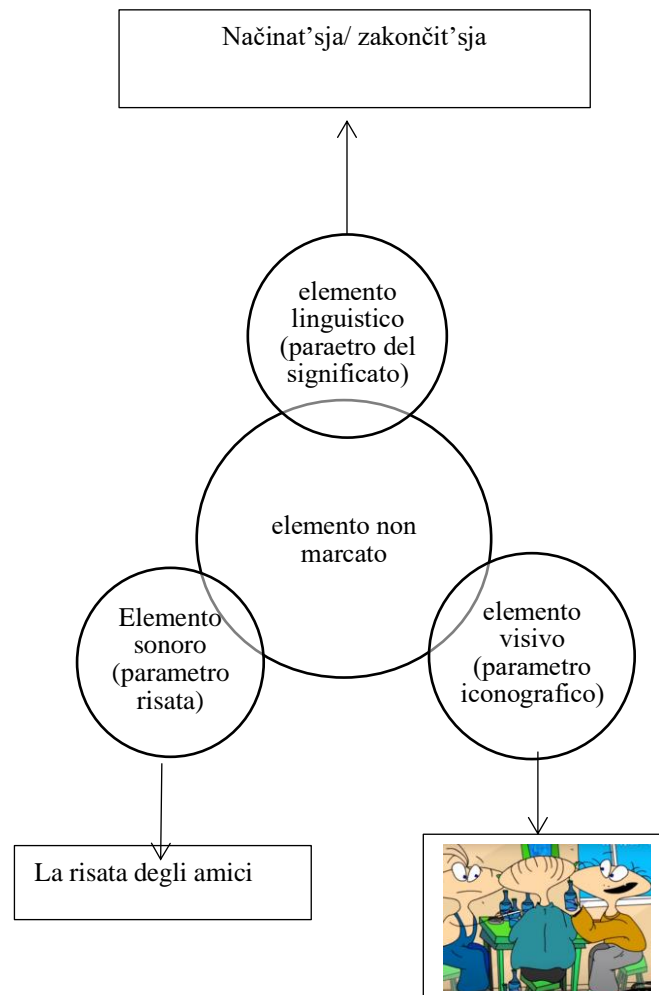 Načinat’sja/ zakončit’sja
elemento
linguistico
(paraetro del
significato)
elemento non
marcato
Elemento
sonoro
(parametro
risata)
elemento
visivo
(parametro
iconografico)
La risata degli amici